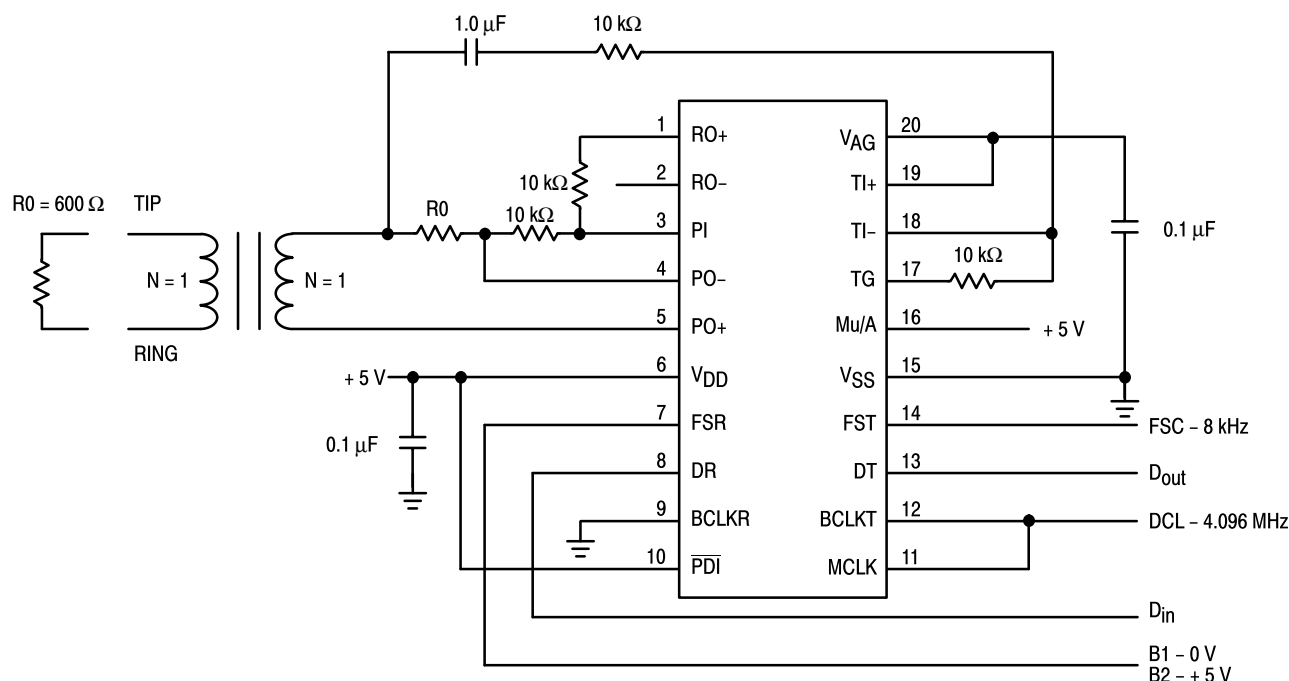 1.0 μF
10 kΩ
R0 = 600 Ω
TIP
N = 1
N = 1
RING
R0
10 kΩ
10 kΩ
1
RO+
2
RO–
3
PI
4
PO–
5
PO+
6
VDD
7
FSR
8
DR
9
BCLKR
10
PDI
VAG
20
TI+
19
TI–
18
TG
17
10 kΩ
Mu/A
16
+ 5 V
VSS
15
FST
14
FSC – 8 kHz
DT
13
Dout
BCLKT
12
DCL – 4.096 MHz
MCLK
11
0.1 μF
+ 5 V
0.1 μF
Din
B1 – 0 V
B2 – + 5 V